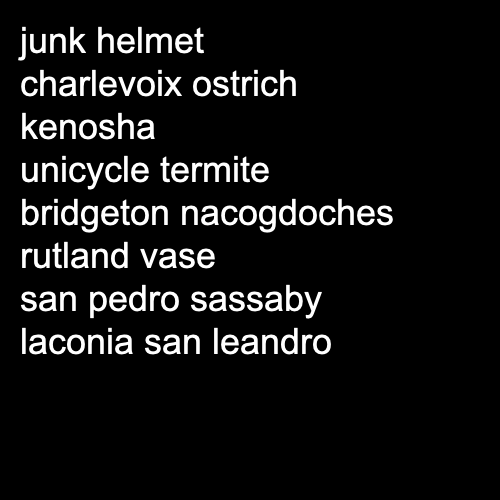 junk helmet
charlevoix ostrich
kenosha
unicycle termite
bridgeton nacogdoches
rutland vase
san pedro sassaby
laconia san leandro